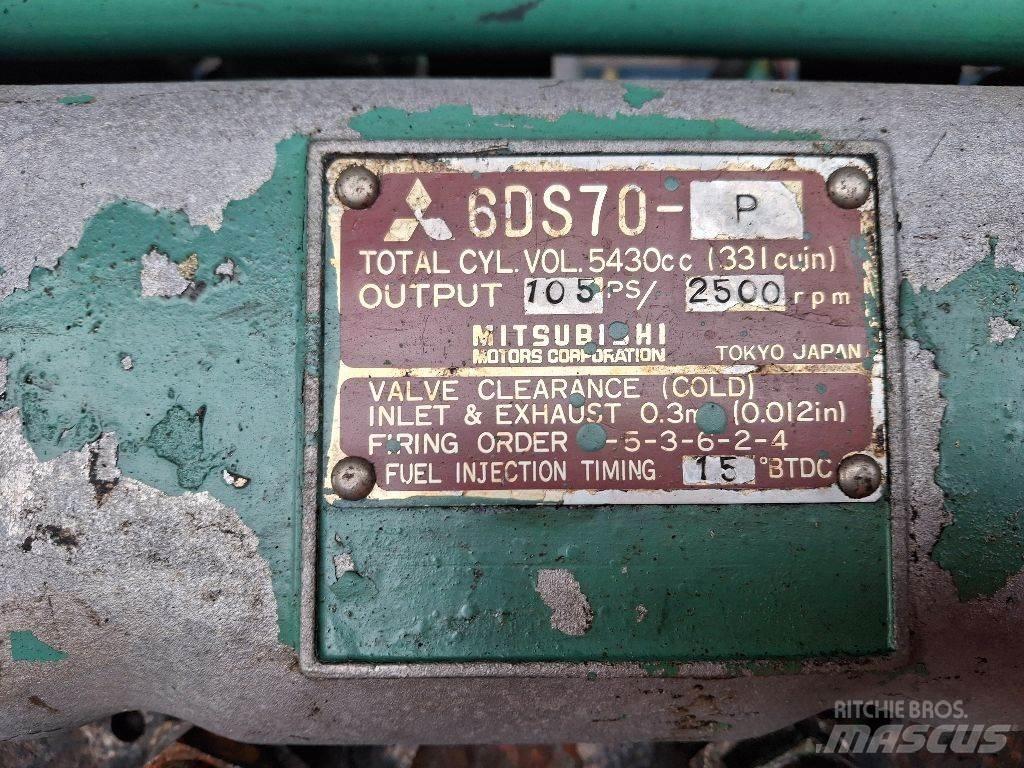 6DS70- P
TOTAL CYL. VOL. 5430cc (331cu.in)
OUTPUT 105 PS/ 2500 rpm
MITSUBISHI
MOTORS CORPORATION TOKYO JAPAN
VALVE CLEARANCE (COLD)
INLET & EXHAUST 0.3m (0.012in)
FIRING ORDER -5-3-6-2-4
FUEL INJECTION TIMING 15 °BTDC
RITCHIE BROS.
MASCUS